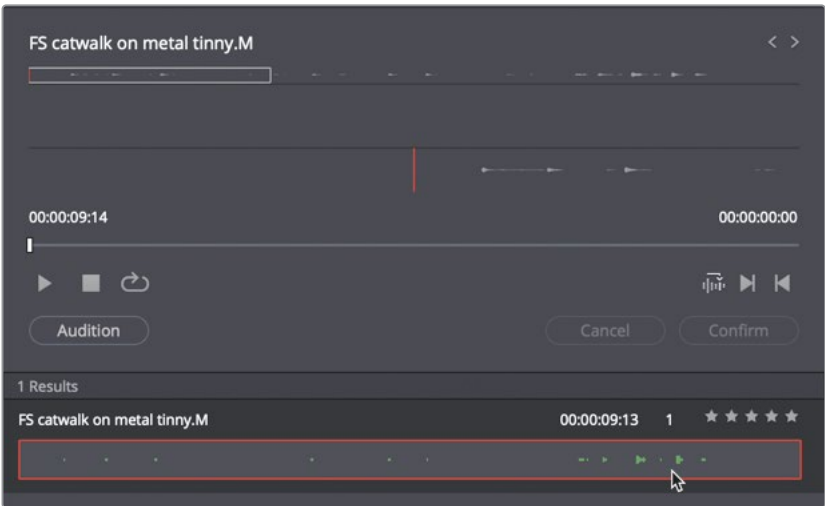 FS catwalk on metal tinny.M
00:00:09:14 00:00:00:00
Audition Cancel Confirm
1 Results
FS catwalk on metal tinny.M 00:00:09:13 1